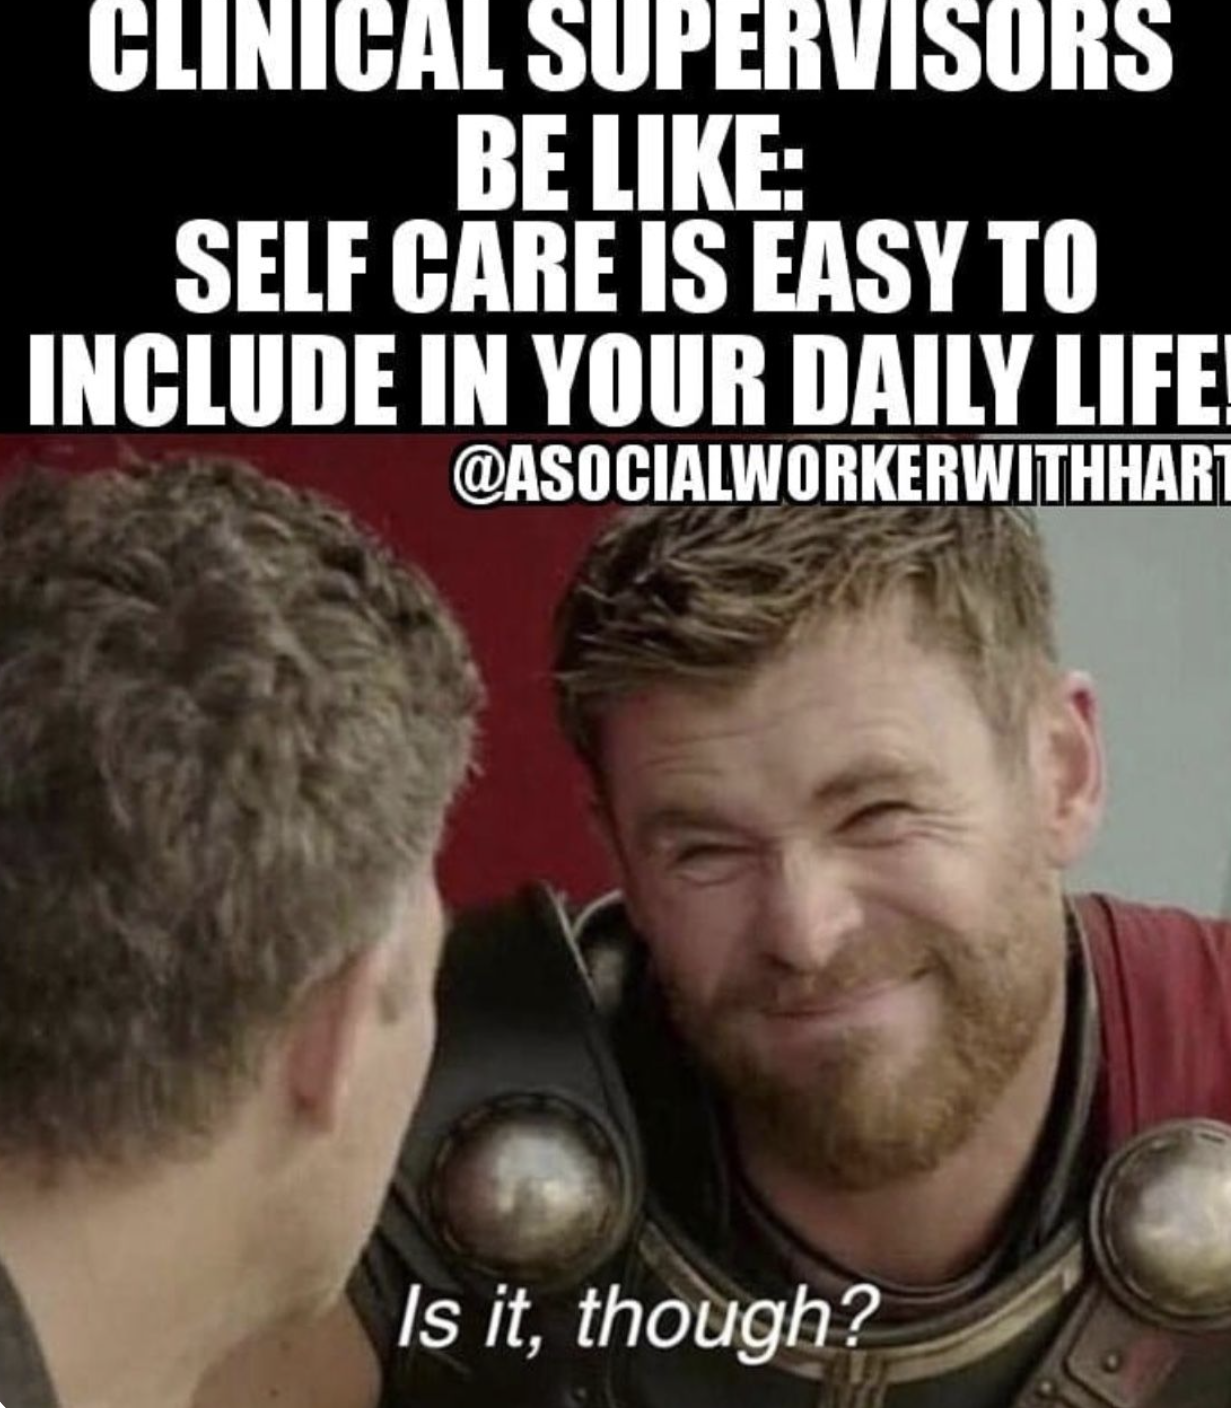 CLINICAL SUPERVISORS
BE LIKE:
SELF CARE IS EASY TO
INCLUDE IN YOUR DAILY LIFE!
@ASOCIALWORKERWITHHART
Is it, though?